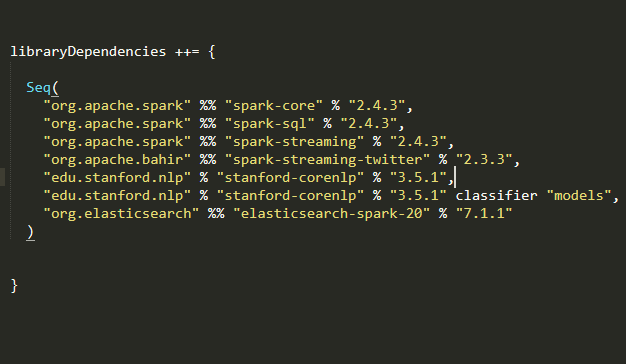 libraryDependencies ++= {
Seq(
"org.apache.spark" %% "spark-core" % "2.4.3",
"org.apache.spark" %% "spark-sql" % "2.4.3",
"org.apache.spark" %% "spark-streaming" % "2.4.3",
"org.apache.bahir" %% "spark-streaming-twitter" % "2.3.3",
"edu.stanford.nlp" % "stanford-corenlp" % "3.5.1",
"edu.stanford.nlp" % "stanford-corenlp" % "3.5.1" classifier "models",
"org.elasticsearch" %% "elasticsearch-spark-20" % "7.1.1"
)
}